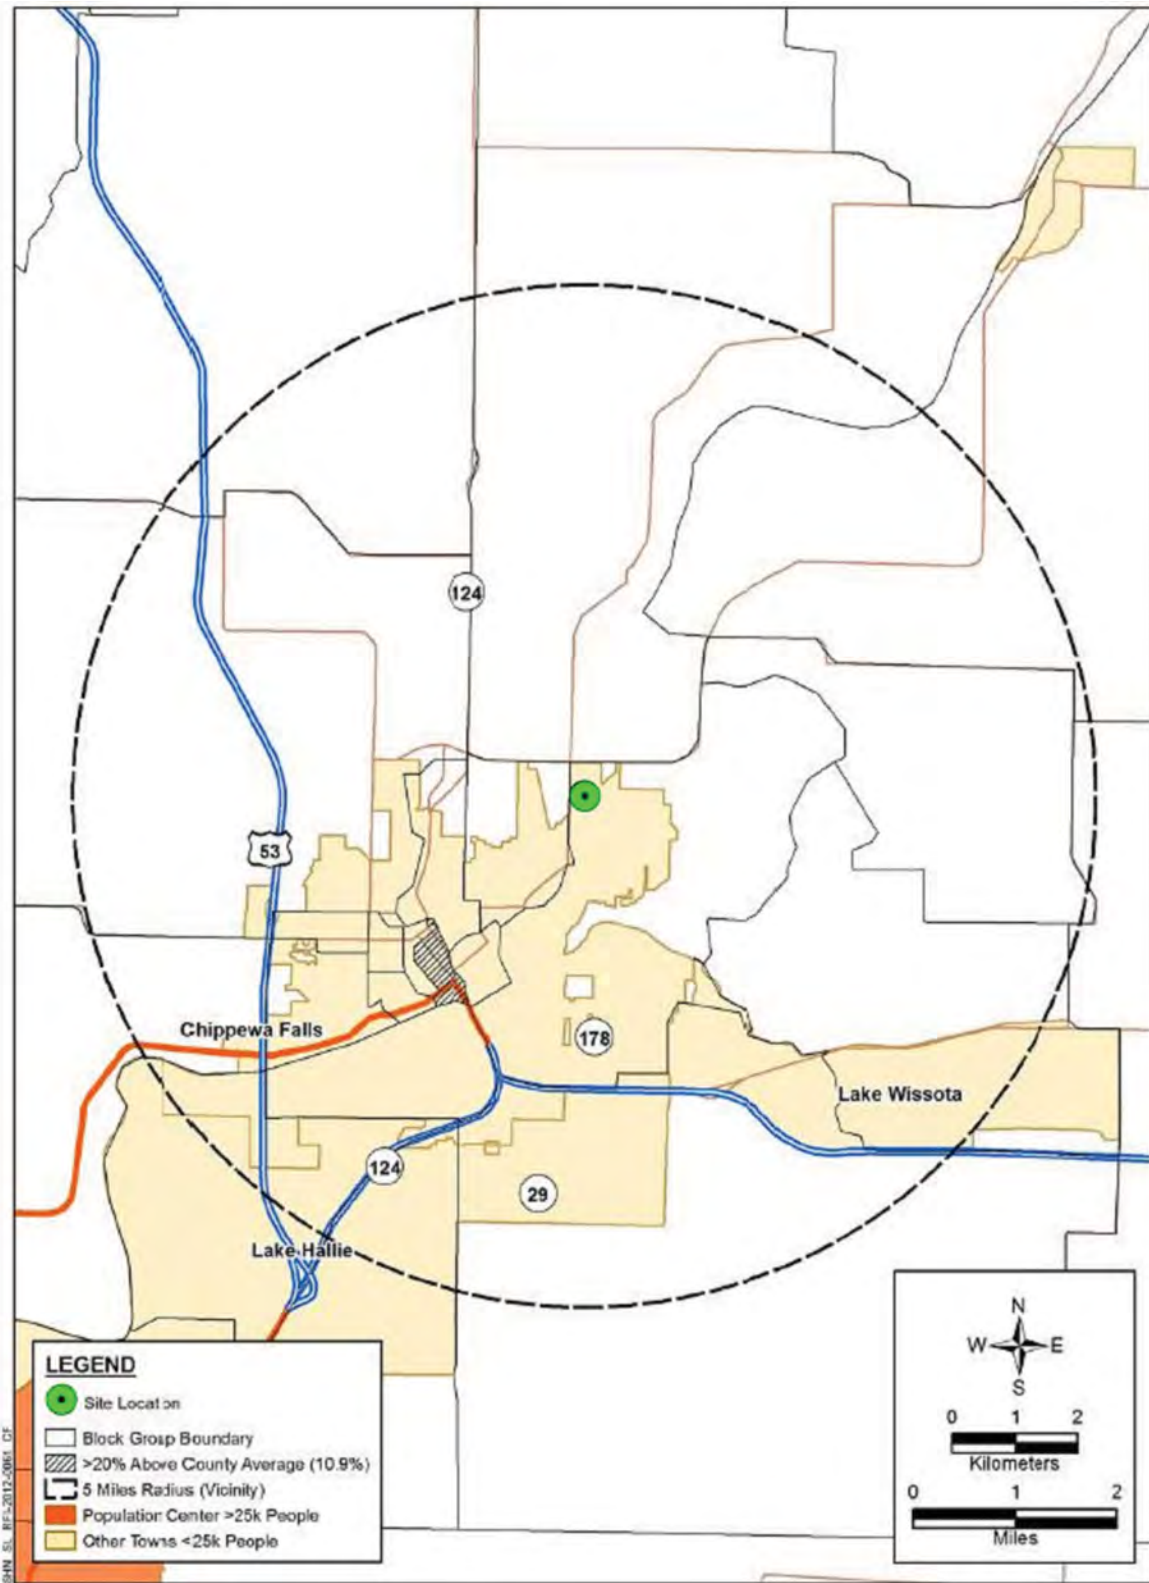 124
53
Chippewa Falls
178
Lake Wissota
124
29
Lake Hallie
LEGEND
Site Location
Block Group Boundary
>20% Above County Average (10.9%)
5 Miles Radius (Vicinity)
Population Center >25k People
Other Towns <25k People
N
W E
S
0 1 2
Kilometers
0 1 2
Miles